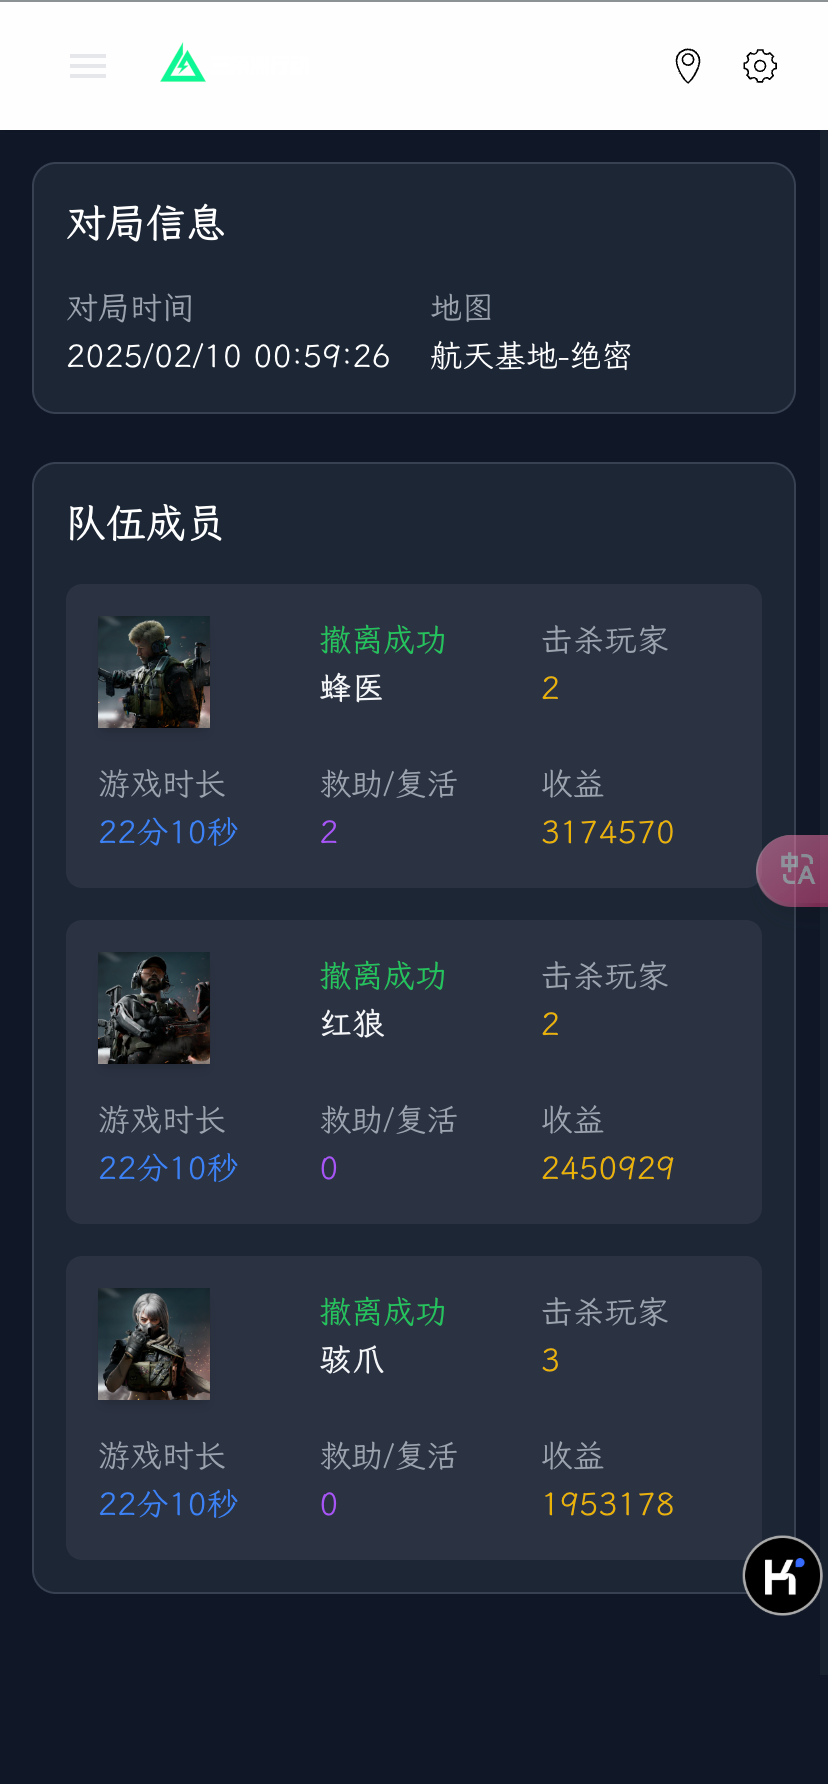 对局信息
对局时间 地图
2025/02/10 00:59:26 航天基地-绝密
队伍成员
撤离成功 击杀玩家
蜂医 2
游戏时长 救助/复活 收益
22分10秒 2 3174570
中A
撤离成功 击杀玩家
红狼 2
游戏时长 救助/复活 收益
22分10秒 0 2450929
撤离成功 击杀玩家
骇爪 3
游戏时长 救助/复活 收益
22分10秒 0 1953178
K